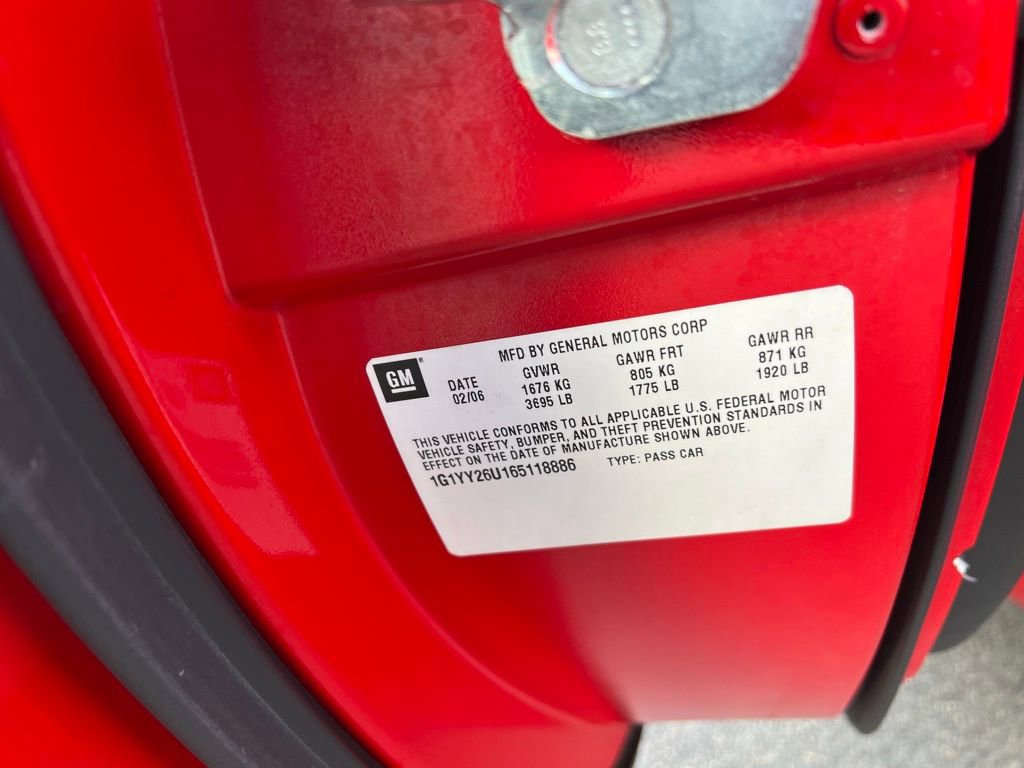 GM
MFD BY GENERAL MOTORS CORP
DATE GVWR GAWR FRT GAWR RR
02/06 1676 KG 805 KG 871 KG
3695 LB 1775 LB 1920 LB
THIS VEHICLE CONFORMS TO ALL APPLICABLE U.S. FEDERAL MOTOR
VEHICLE SAFETY, BUMPER, AND THEFT PREVENTION STANDARDS IN
EFFECT ON THE DATE OF MANUFACTURE SHOWN ABOVE.
1G1YY26U165118886 TYPE: PASS CAR